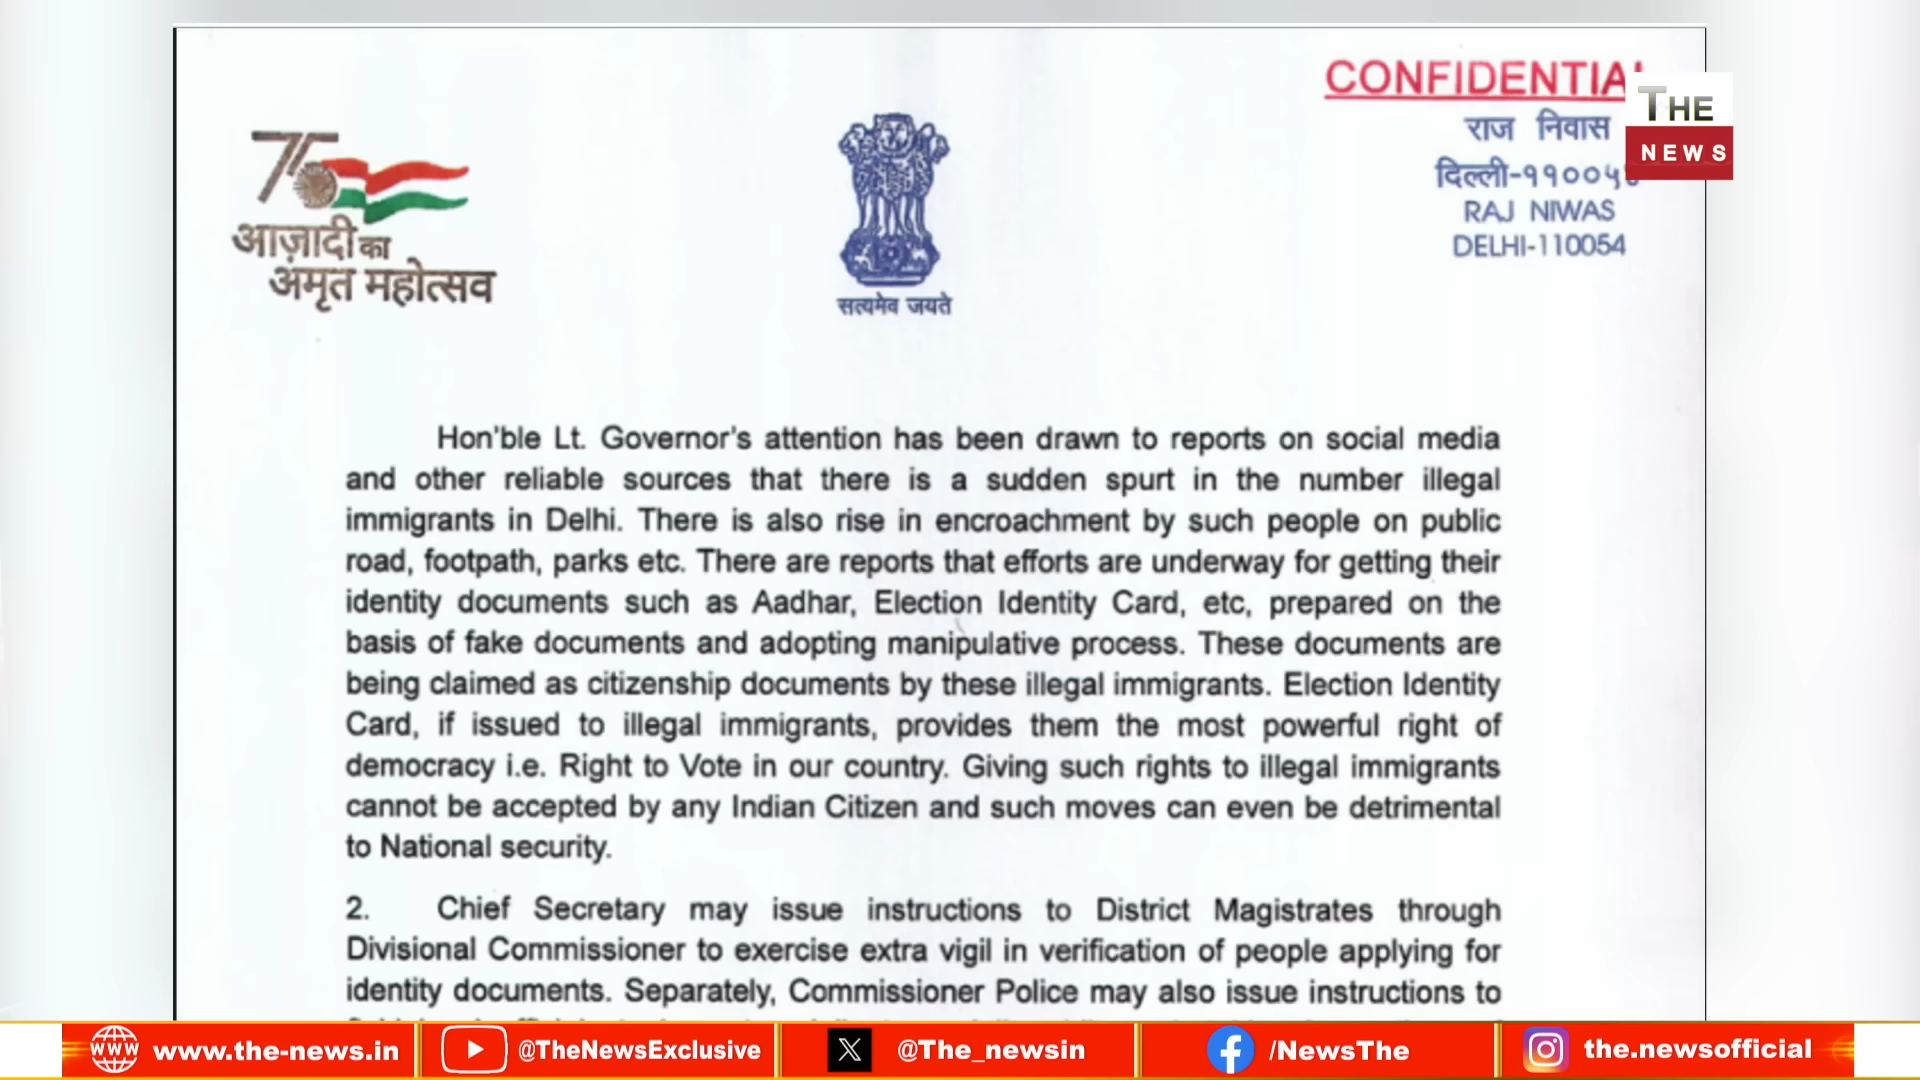 CONFIDENTIAL
THE
NEWS
राज निवास
दिल्ली-११००५४
RAJ NIWAS
DELHI-110054
75
आज़ादी का
अमृत महोत्सव
सत्यमेव जयते
Hon'ble Lt. Governor's attention has been drawn to reports on social media
and other reliable sources that there is a sudden spurt in the number illegal
immigrants in Delhi. There is also rise in encroachment by such people on public
road, footpath, parks etc. There are reports that efforts are underway for getting their
identity documents such as Aadhar, Election Identity Card, etc, prepared on the
basis of fake documents and adopting manipulative process. These documents are
being claimed as citizenship documents by these illegal immigrants. Election Identity
Card, if issued to illegal immigrants, provides them the most powerful right of
democracy i.e. Right to Vote in our country. Giving such rights to illegal immigrants
cannot be accepted by any Indian Citizen and such moves can even be detrimental
to National security.
2. Chief Secretary may issue instructions to District Magistrates through
Divisional Commissioner to exercise extra vigil in verification of people applying for
identity documents. Separately, Commissioner Police may also issue instructions to
www www.the-news.in @TheNewsExclusive X @The_newsin f /NewsThe the.newsofficial